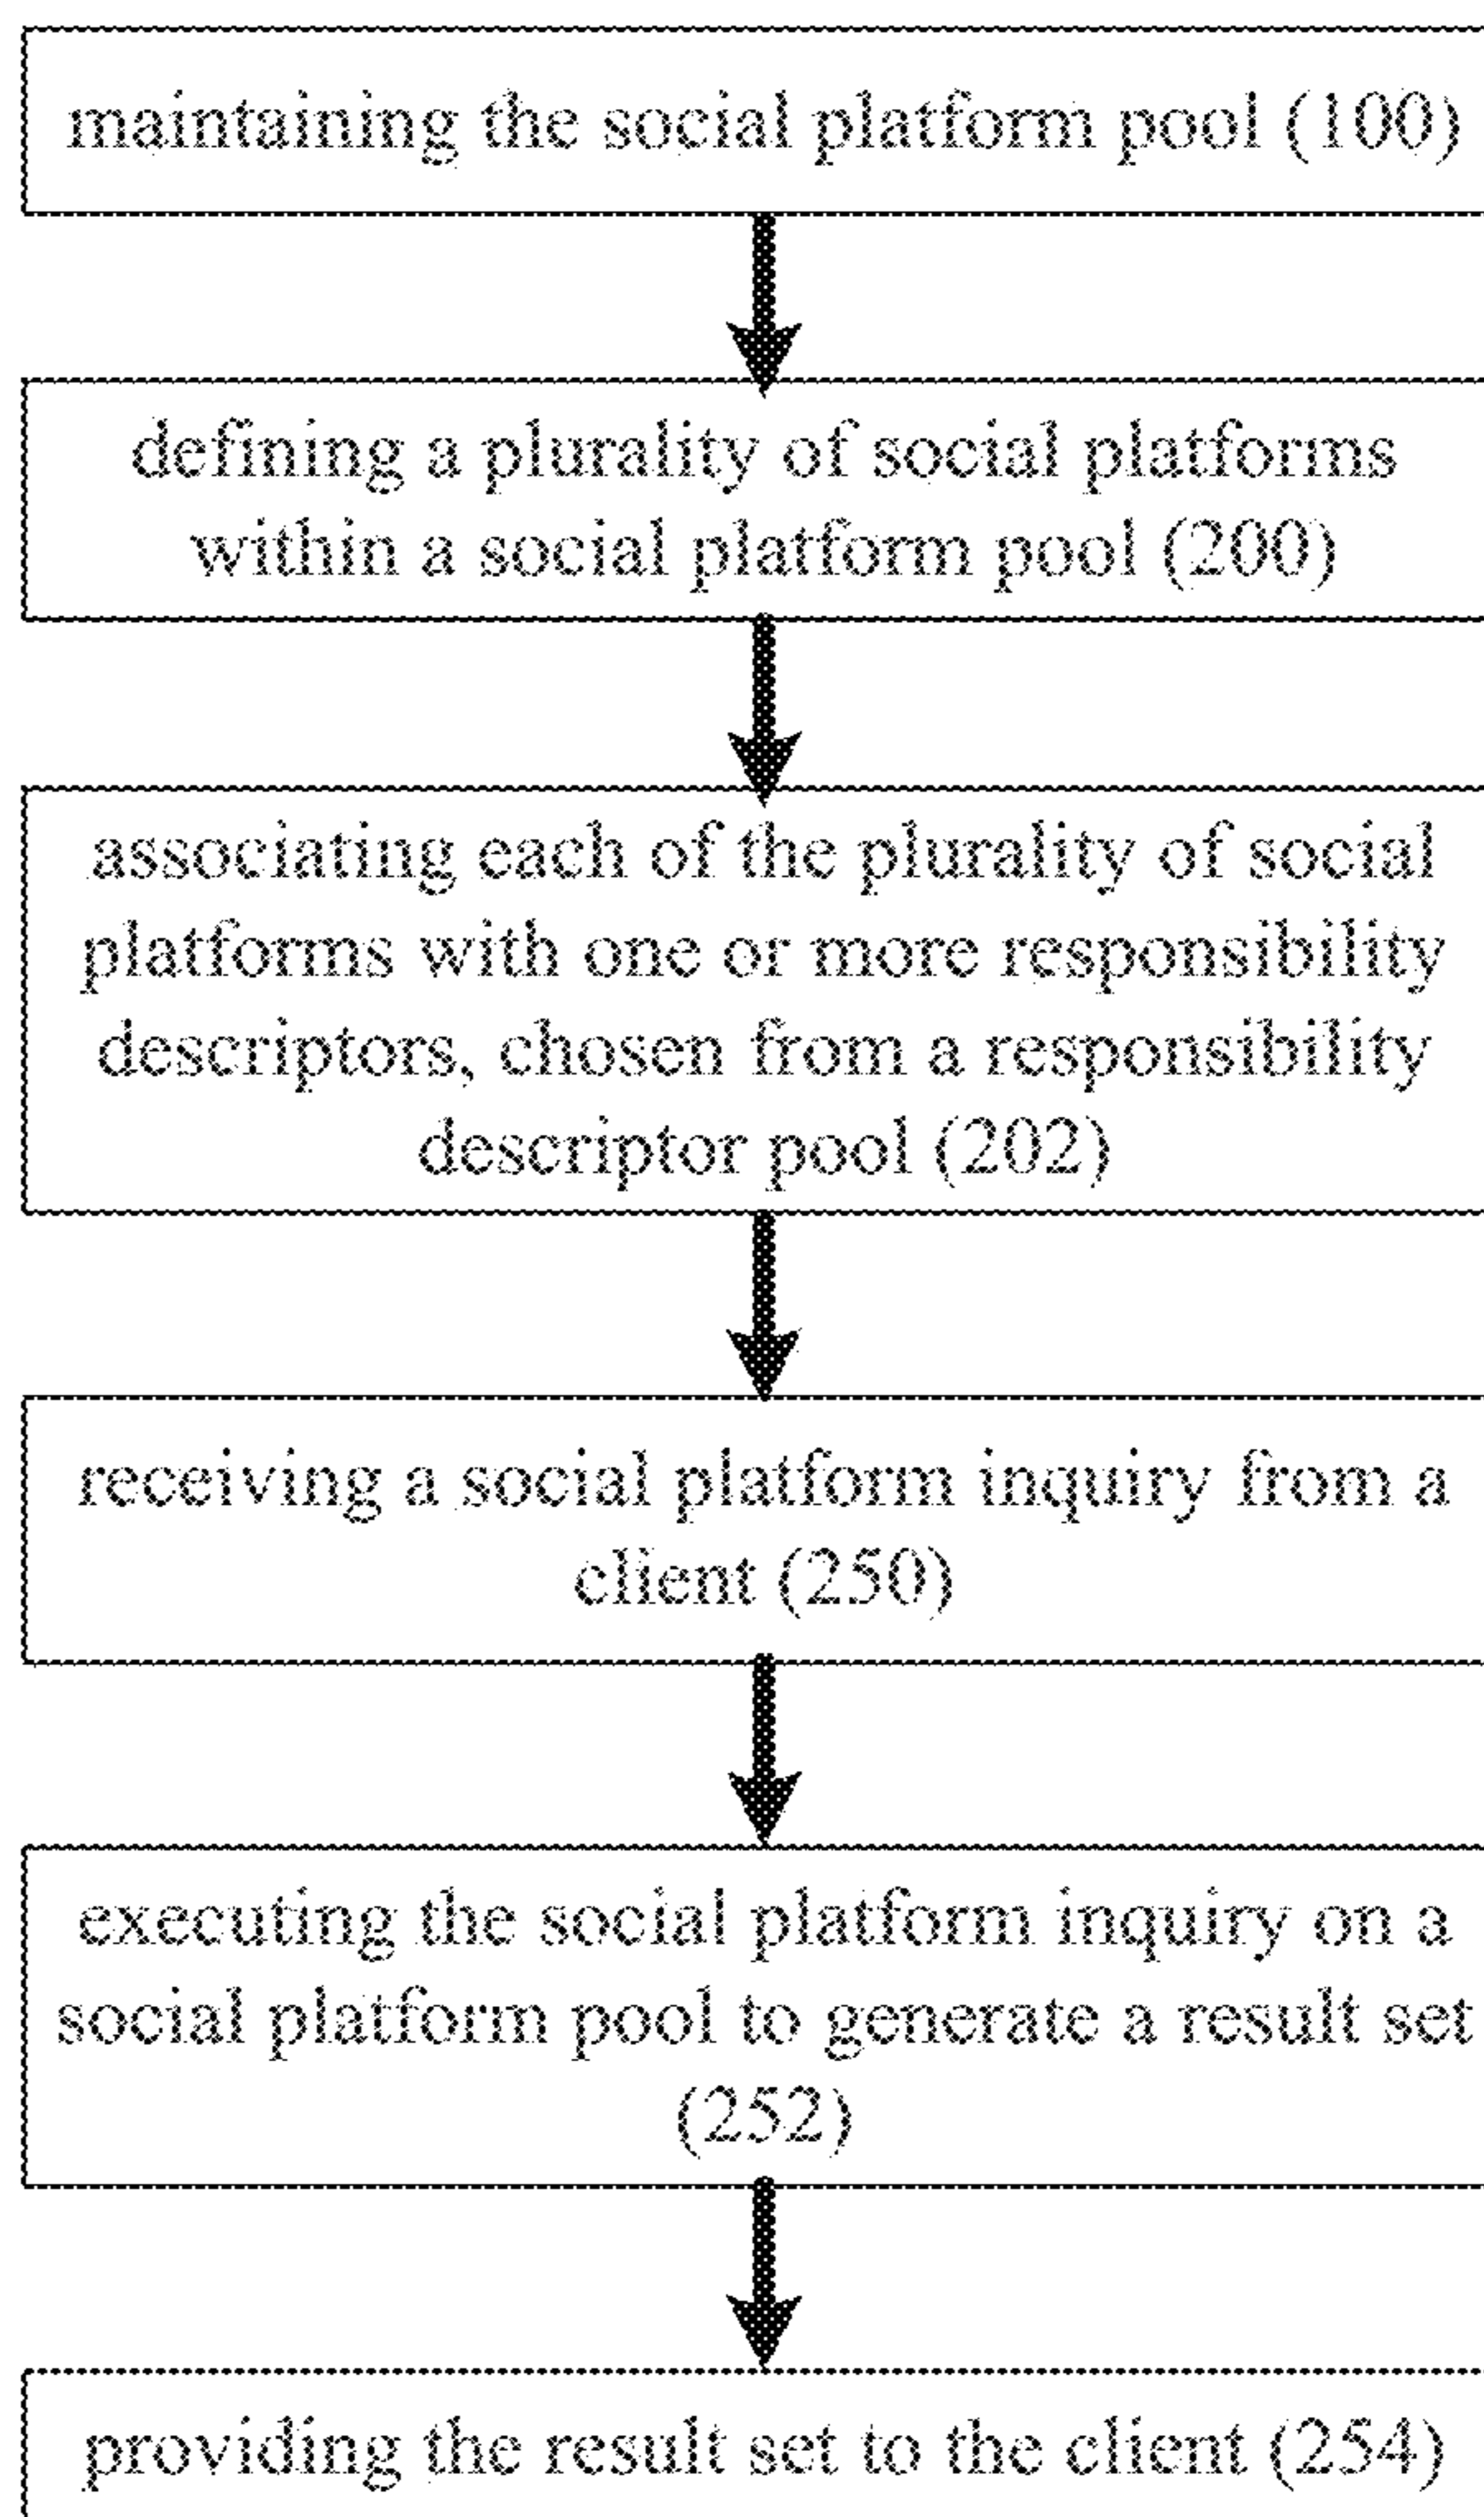 maintaining the social platform pool (100)
defining a plurality of social platforms
within a social platform pool (200)
associating each of the plurality of social
platforms with one or more responsibility
descriptors, chosen from a responsibility
descriptor pool (202)
receiving a social platform inquiry from a
client (250)
executing the social platform inquiry on a
social platform pool to generate a result set
(252)
providing the result set to the client (254)